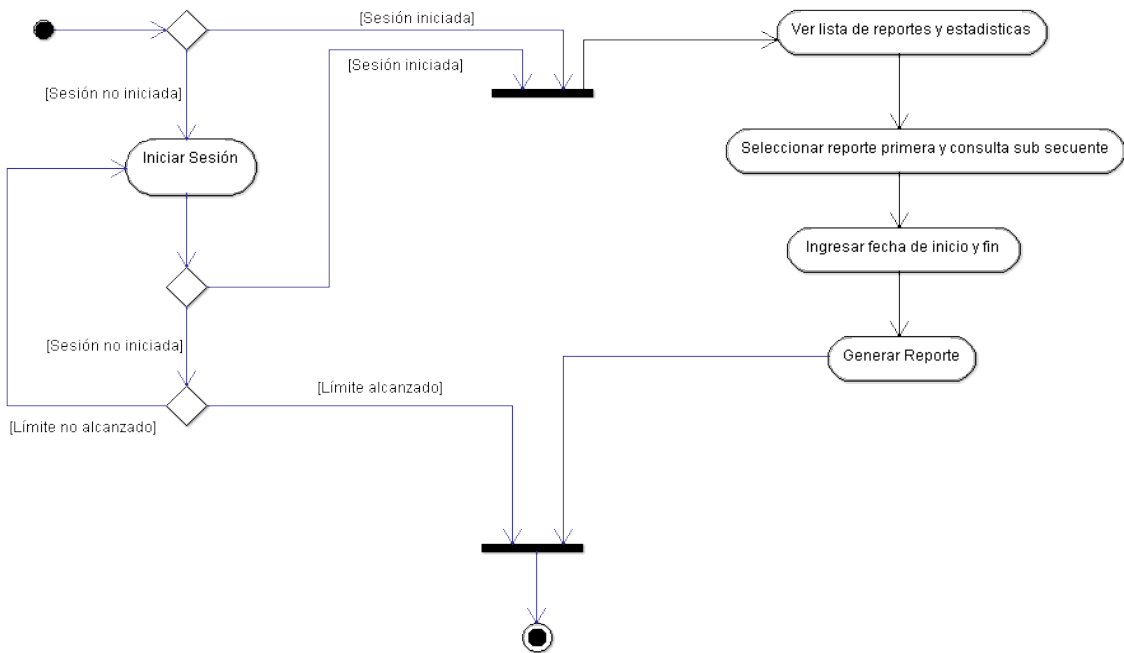 [Sesión iniciada]
Ver lista de reportes y estadisticas
[Sesión iniciada]
[Sesión no iniciada]
Iniciar Sesión
Seleccionar reporte primera y consulta sub secuente
Ingresar fecha de inicio y fin
[Sesión no iniciada]
Generar Reporte
[Límite alcanzado]
[Límite no alcanzado]